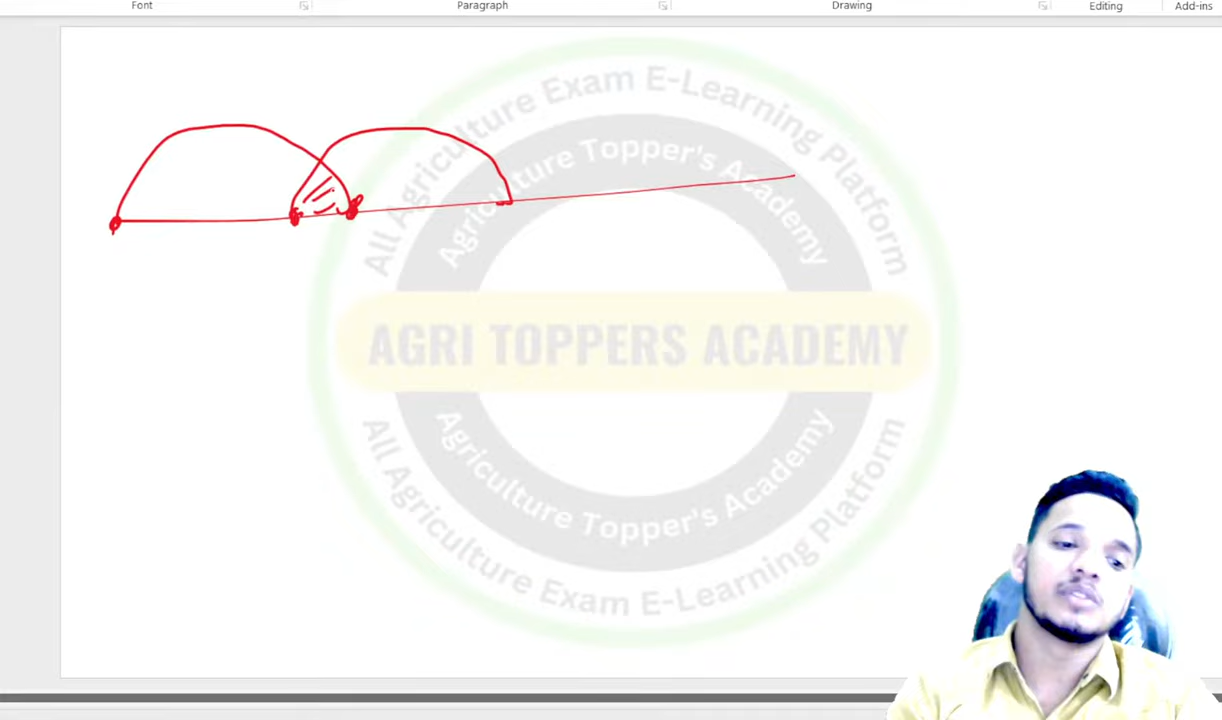 Font
Paragraph
Drawing
Editing
Add-ins
All Agriculture Exam E-Learning Platform
Agriculture Topper's Academy
AGRI TOPPERS ACADEMY
Agriculture Topper's Academy
All Agriculture Exam E-Learning Platform